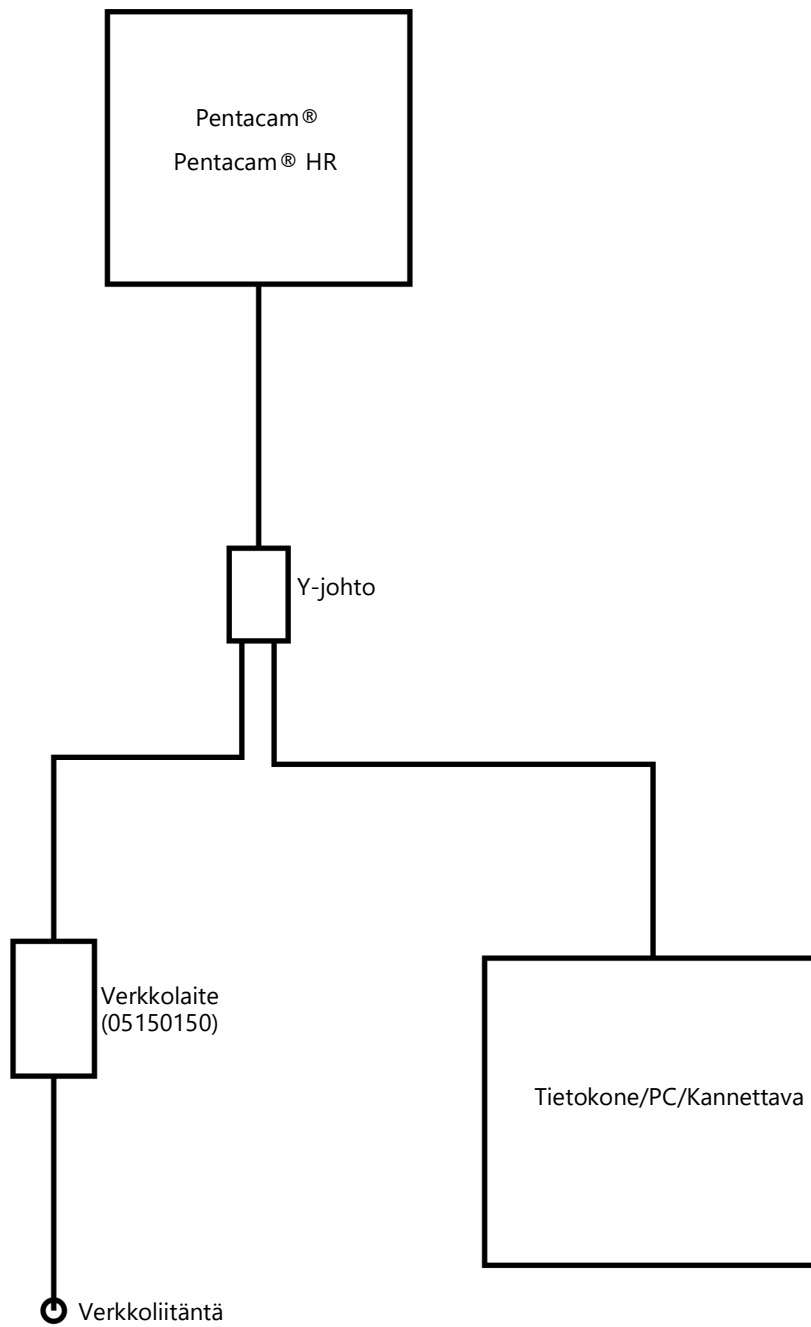 Pentacam®
Pentacam® HR
Y-johto
Verkkolaite
(05150150)
Tietokone/PC/Kannettava
Verkkoliitäntä